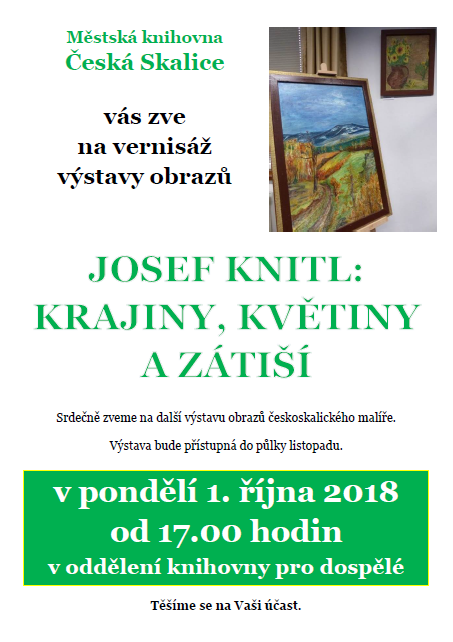 Městská knihovna
Česká Skalice
vás zve
na vernisáž
výstavy obrazů
JOSEF KNITL:
KRAJINY, KVĚTINY
A ZÁTIŠÍ
Srdečně zveme na další výstavu obrazů českoskalického malíře.
Výstava bude přístupná do půlky listopadu.
v pondělí 1. října 2018
od 17.00 hodin
v oddělení knihovny pro dospělé
Těšíme se na Vaši účast.